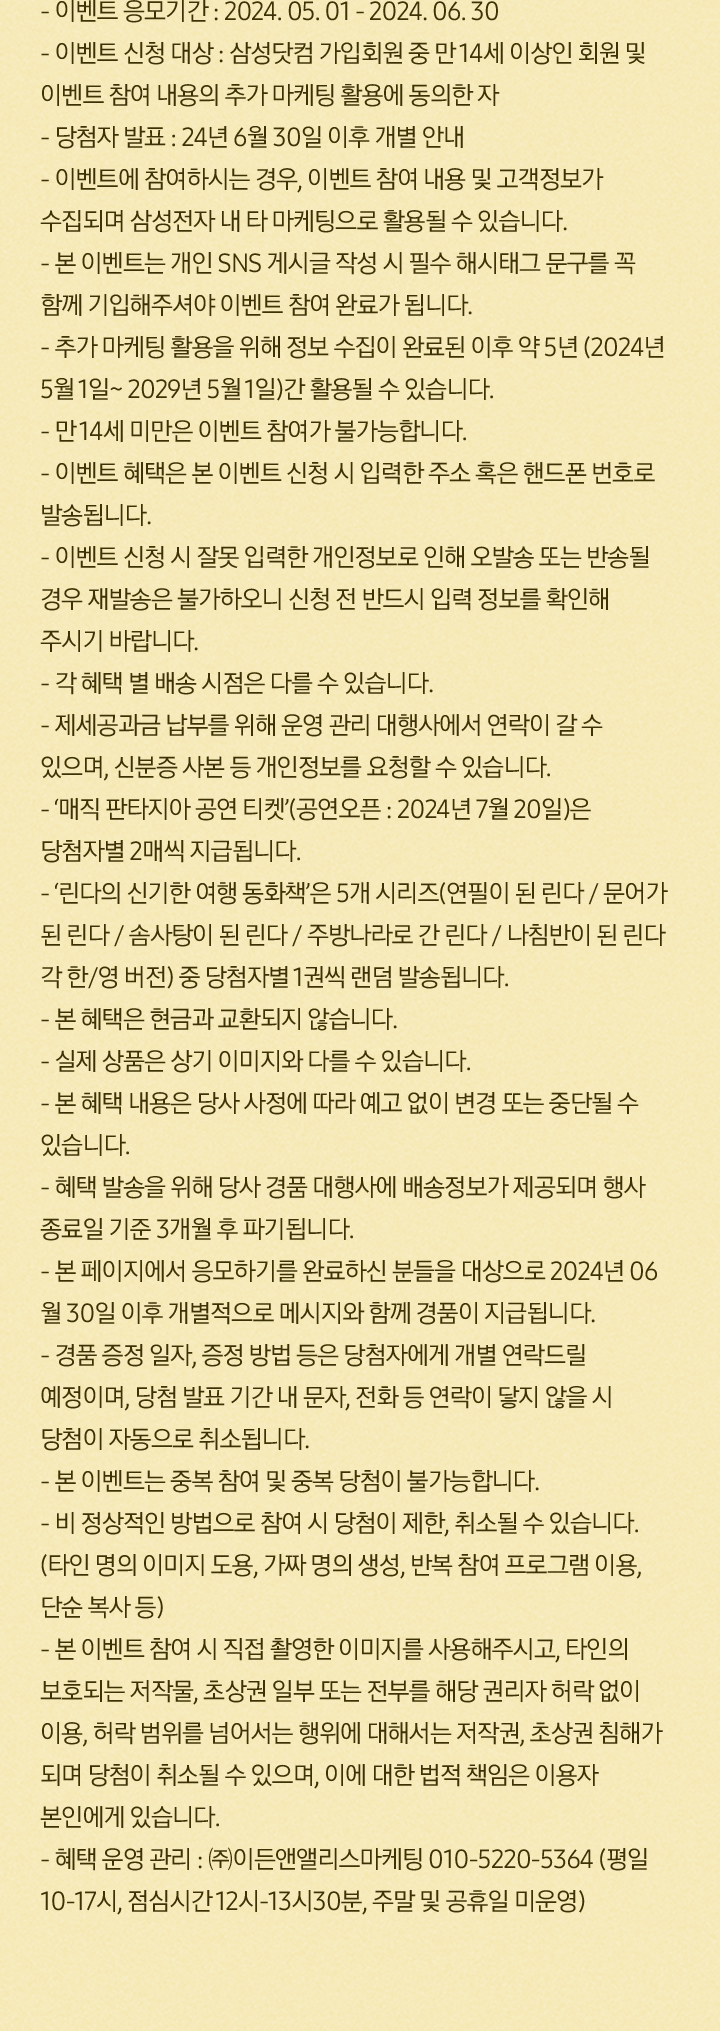 - 이벤트 응모기간 : 2024. 05. 01 - 2024. 06. 30
- 이벤트 신청 대상 : 삼성닷컴 가입회원 중 만14세 이상인 회원 및
이벤트 참여 내용의 추가 마케팅 활용에 동의한 자
- 당첨자 발표 : 24년 6월 30일 이후 개별 안내
- 이벤트에 참여하시는 경우, 이벤트 참여 내용 및 고객정보가
수집되며 삼성전자 내 타 마케팅으로 활용될 수 있습니다.
- 본 이벤트는 개인 SNS 게시글 작성 시 필수 해시태그 문구를 꼭
함께 기입해주셔야 이벤트 참여 완료가 됩니다.
- 추가 마케팅 활용을 위해 정보 수집이 완료된 이후 약 5년 (2024년
5월 1일~ 2029년 5월 1일)간 활용될 수 있습니다.
- 만14세 미만은 이벤트 참여가 불가능합니다.
- 이벤트 혜택은 본 이벤트 신청 시 입력한 주소 혹은 핸드폰 번호로
발송됩니다.
- 이벤트 신청 시 잘못 입력한 개인정보로 인해 오발송 또는 반송될
경우 재발송은 불가하오니 신청 전 반드시 입력 정보를 확인해
주시기 바랍니다.
- 각 혜택 별 배송 시점은 다를 수 있습니다.
- 제세공과금 납부를 위해 운영 관리 대행사에서 연락이 갈 수
있으며, 신분증 사본 등 개인정보를 요청할 수 있습니다.
- ‘매직 판타지아 공연 티켓’(공연오픈 : 2024년 7월 20일)은
당첨자별 2매씩 지급됩니다.
- ‘린다의 신기한 여행 동화책’은 5개 시리즈(연필이 된 린다 / 문어가
된 린다 / 솜사탕이 된 린다 / 주방나라로 간 린다 / 나침반이 된 린다
각 한/영 버전) 중 당첨자별 1권씩 랜덤 발송됩니다.
- 본 혜택은 현금과 교환되지 않습니다.
- 실제 상품은 상기 이미지와 다를 수 있습니다.
- 본 혜택 내용은 당사 사정에 따라 예고 없이 변경 또는 중단될 수
있습니다.
- 혜택 발송을 위해 당사 경품 대행사에 배송정보가 제공되며 행사
종료일 기준 3개월 후 파기됩니다.
- 본 페이지에서 응모하기를 완료하신 분들을 대상으로 2024년 06
월 30일 이후 개별적으로 메시지와 함께 경품이 지급됩니다.
- 경품 증정 일자, 증정 방법 등은 당첨자에게 개별 연락드릴
예정이며, 당첨 발표 기간 내 문자, 전화 등 연락이 닿지 않을 시
당첨이 자동으로 취소됩니다.
- 본 이벤트는 중복 참여 및 중복 당첨이 불가능합니다.
- 비 정상적인 방법으로 참여 시 당첨이 제한, 취소될 수 있습니다.
(타인 명의 이미지 도용, 가짜 명의 생성, 반복 참여 프로그램 이용,
단순 복사 등)
- 본 이벤트 참여 시 직접 촬영한 이미지를 사용해주시고, 타인의
보호되는 저작물, 초상권 일부 또는 전부를 해당 권리자 허락 없이
이용, 허락 범위를 넘어서는 행위에 대해서는 저작권, 초상권 침해가
되며 당첨이 취소될 수 있으며, 이에 대한 법적 책임은 이용자
본인에게 있습니다.
- 혜택 운영 관리 : ㈜이든앤앨리스마케팅 010-5220-5364 (평일
10-17시, 점심시간 12시-13시30분, 주말 및 공휴일 미운영)